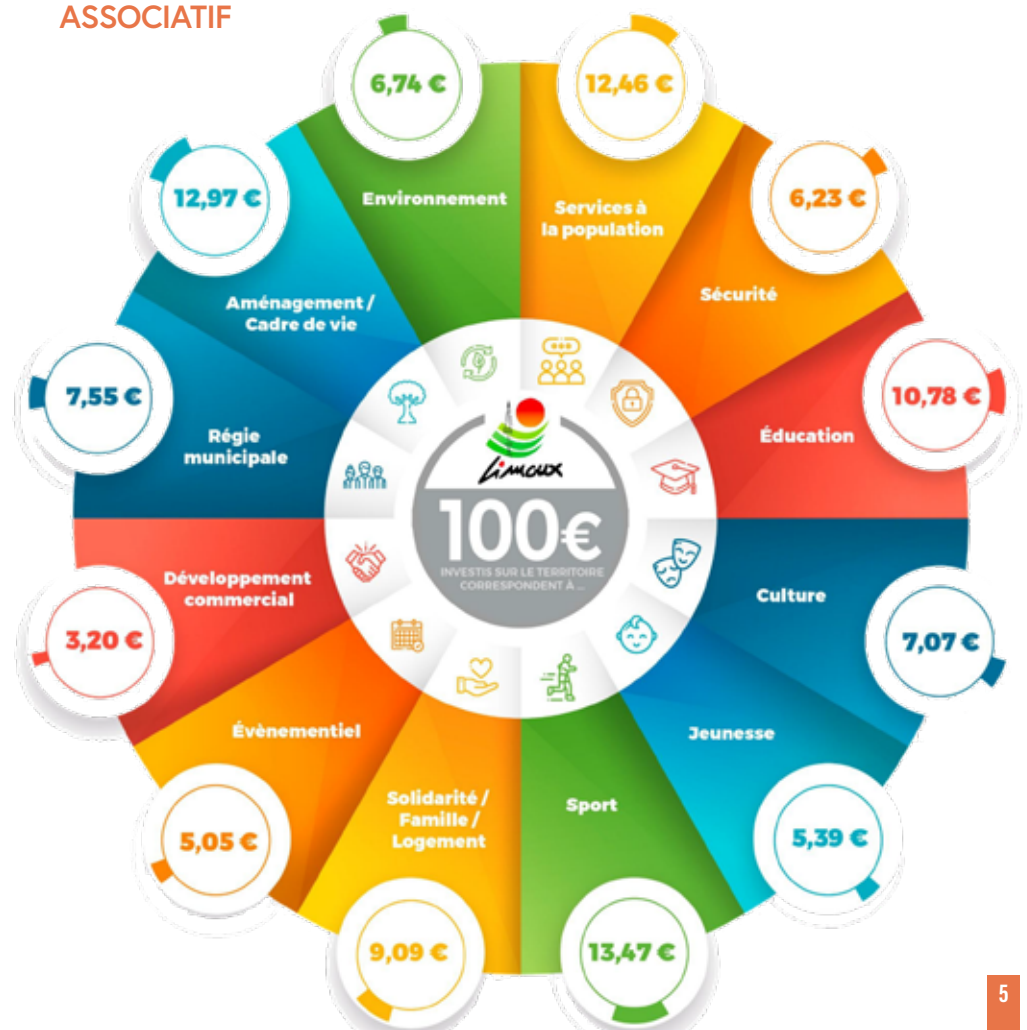 ASSOCIATIF
6,74 €
Environnement
12,46 €
Services à
la population
6,23 €
Sécurité
10,78 €
Éducation
7,07 €
Culture
5,39 €
Jeunesse
13,47 €
Sport
9,09 €
Solidarité /
Famille /
Logement
5,05 €
Évènementiel
3,20 €
Développement
commercial
7,55 €
Régie
municipale
12,97 €
Aménagement /
Cadre de vie
Limoux
100€
INVESTIS SUR LE TERRITOIRE
CORRESPONDENT À ...
5